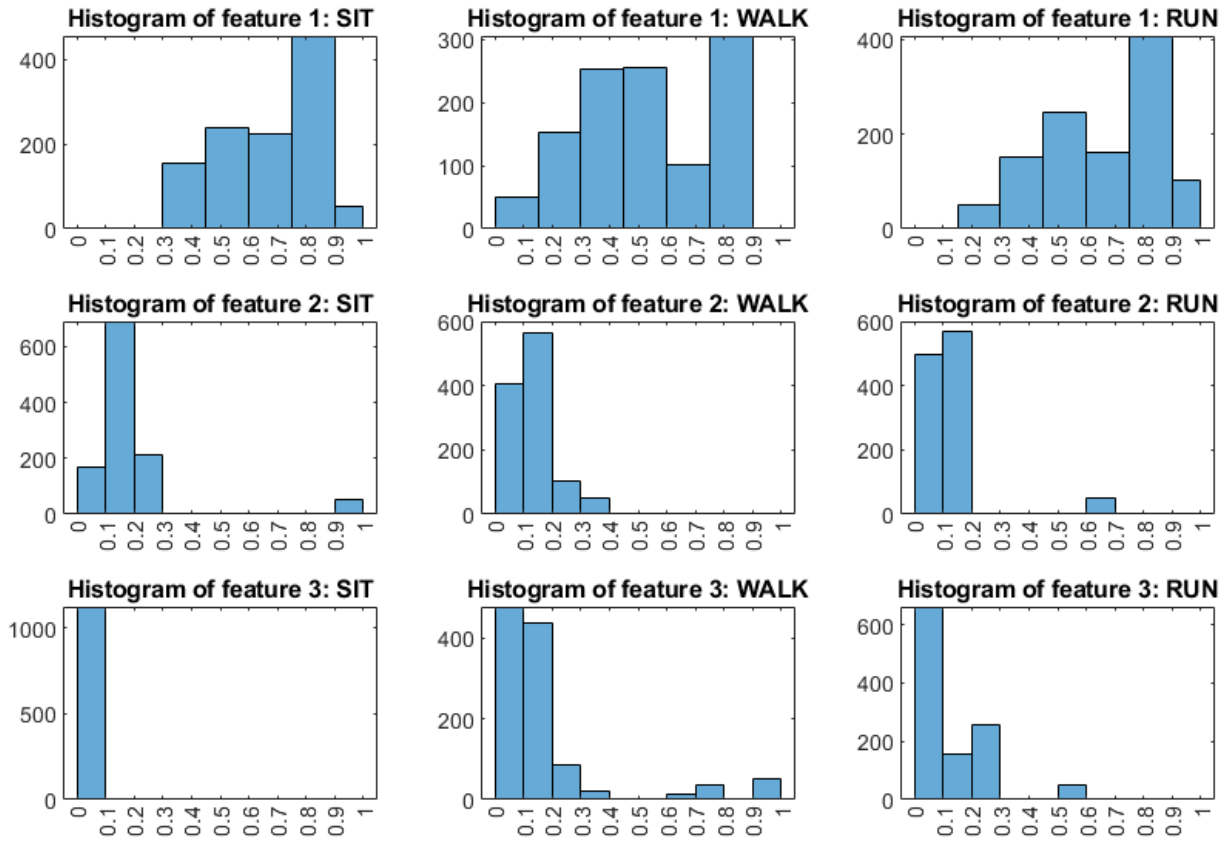 Histogram of feature 1: SIT
400
200
0
0 0.1 0.2 0.3 0.4 0.5 0.6 0.7 0.8 0.9 1
Histogram of feature 1: WALK
300
200
100
0
0 0.1 0.2 0.3 0.4 0.5 0.6 0.7 0.8 0.9 1
Histogram of feature 1: RUN
400
200
0
0 0.1 0.2 0.3 0.4 0.5 0.6 0.7 0.8 0.9 1
Histogram of feature 2: SIT
600
400
200
0
0 0.1 0.2 0.3 0.4 0.5 0.6 0.7 0.8 0.9 1
Histogram of feature 2: WALK
600
400
200
0
0 0.1 0.2 0.3 0.4 0.5 0.6 0.7 0.8 0.9 1
Histogram of feature 2: RUN
600
400
200
0
0 0.1 0.2 0.3 0.4 0.5 0.6 0.7 0.8 0.9 1
Histogram of feature 3: SIT
1000
500
0
0 0.1 0.2 0.3 0.4 0.5 0.6 0.7 0.8 0.9 1
Histogram of feature 3: WALK
400
200
0
0 0.1 0.2 0.3 0.4 0.5 0.6 0.7 0.8 0.9 1
Histogram of feature 3: RUN
600
400
200
0
0 0.1 0.2 0.3 0.4 0.5 0.6 0.7 0.8 0.9 1